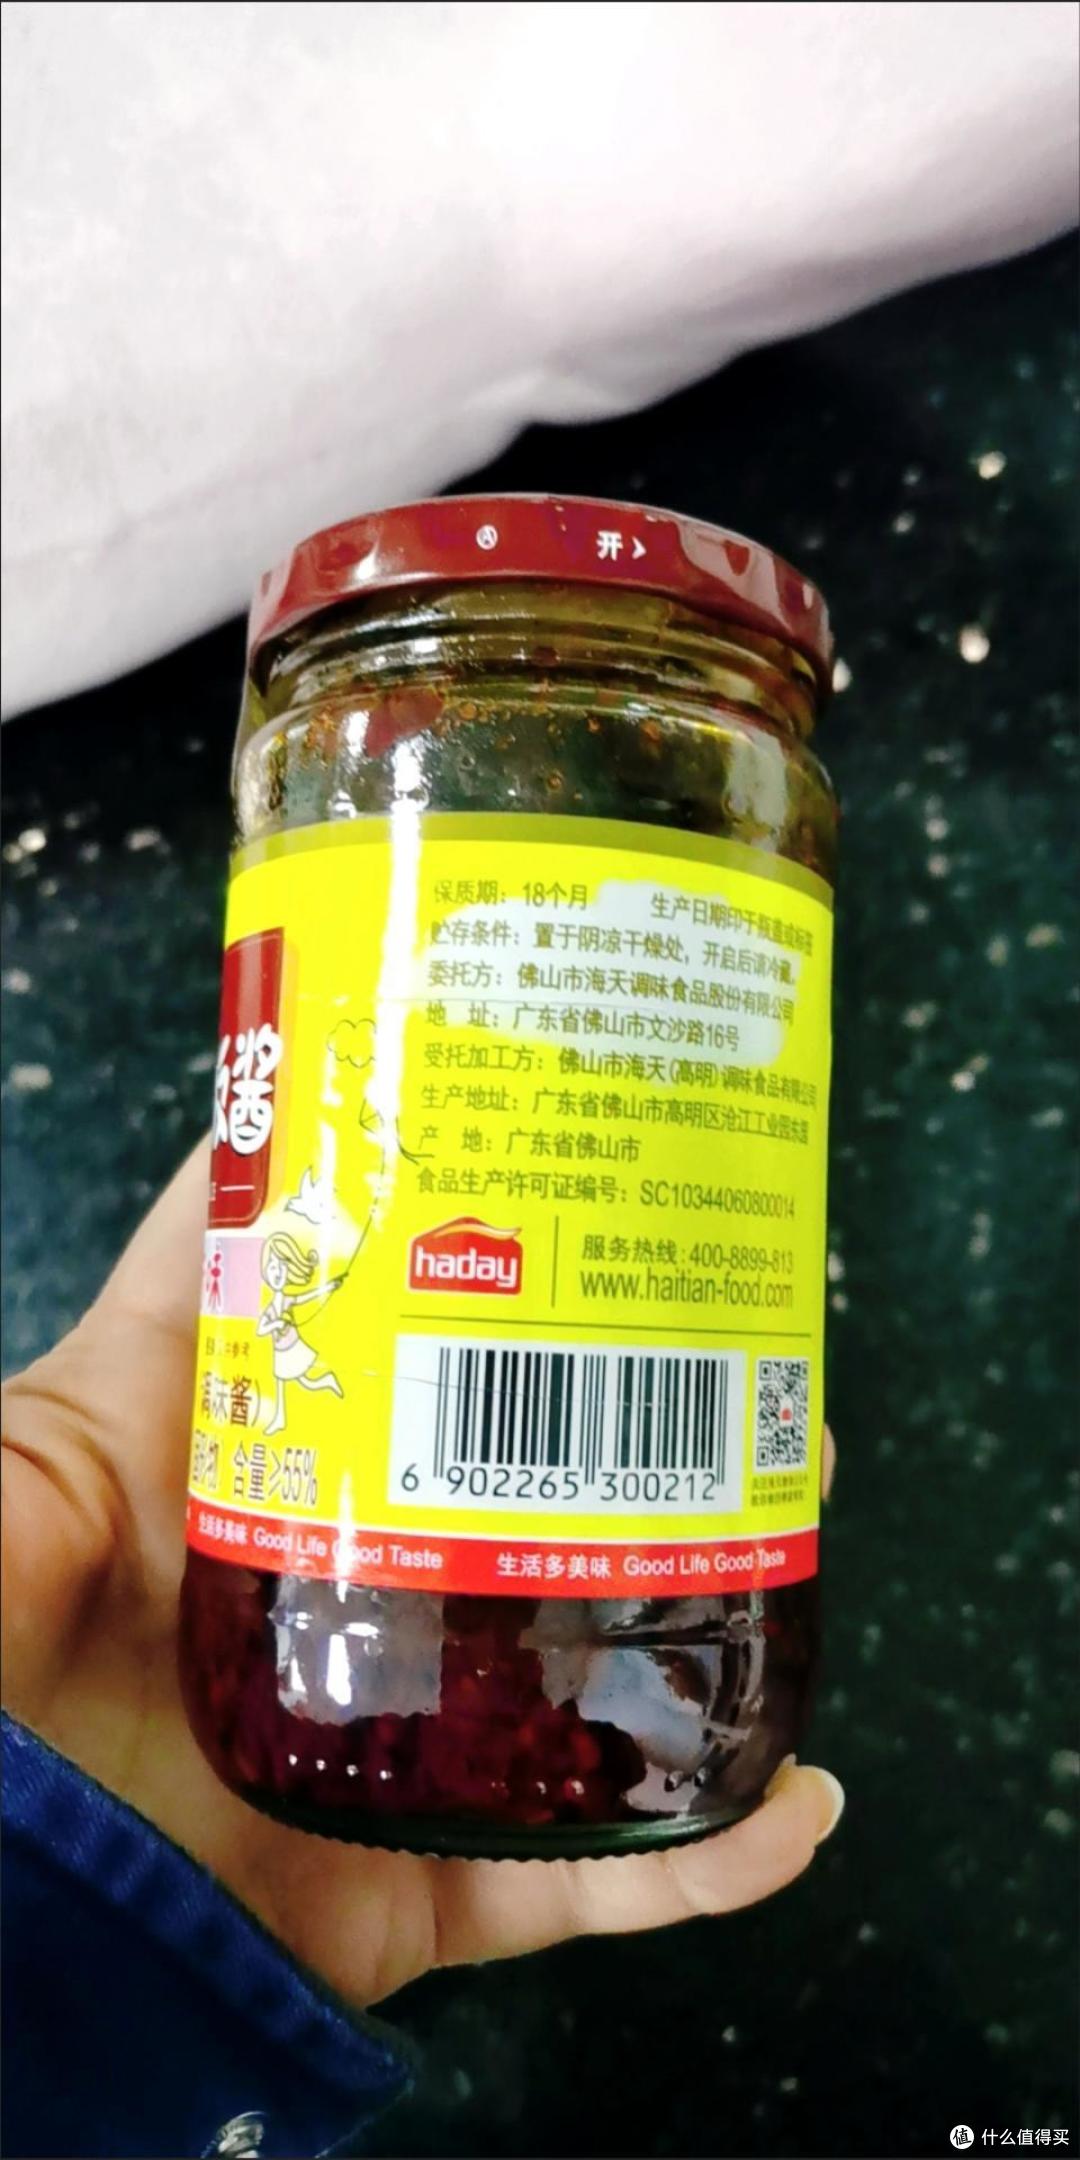 开
保质期：18个月 生产日期印于瓶盖或标签
贮存条件：置于阴凉干燥处，开启后请冷藏。
委托方：佛山市海天调味食品股份有限公司
地 址：广东省佛山市文沙路16号
受托加工方：佛山市海天(高明)调味食品有限公司
生产地址：广东省佛山市高明区沧江工业园东园
产 地：广东省佛山市
食品生产许可证编号：SC10344060800014
haday
服务热线:400-8899-813
www.haitian-food.com
6 902265 300212
酱
味
调味酱)
含量≥55%
生活多美味 Good Life Good Taste
生活多美味 Good Life Good Taste
值 什么值得买